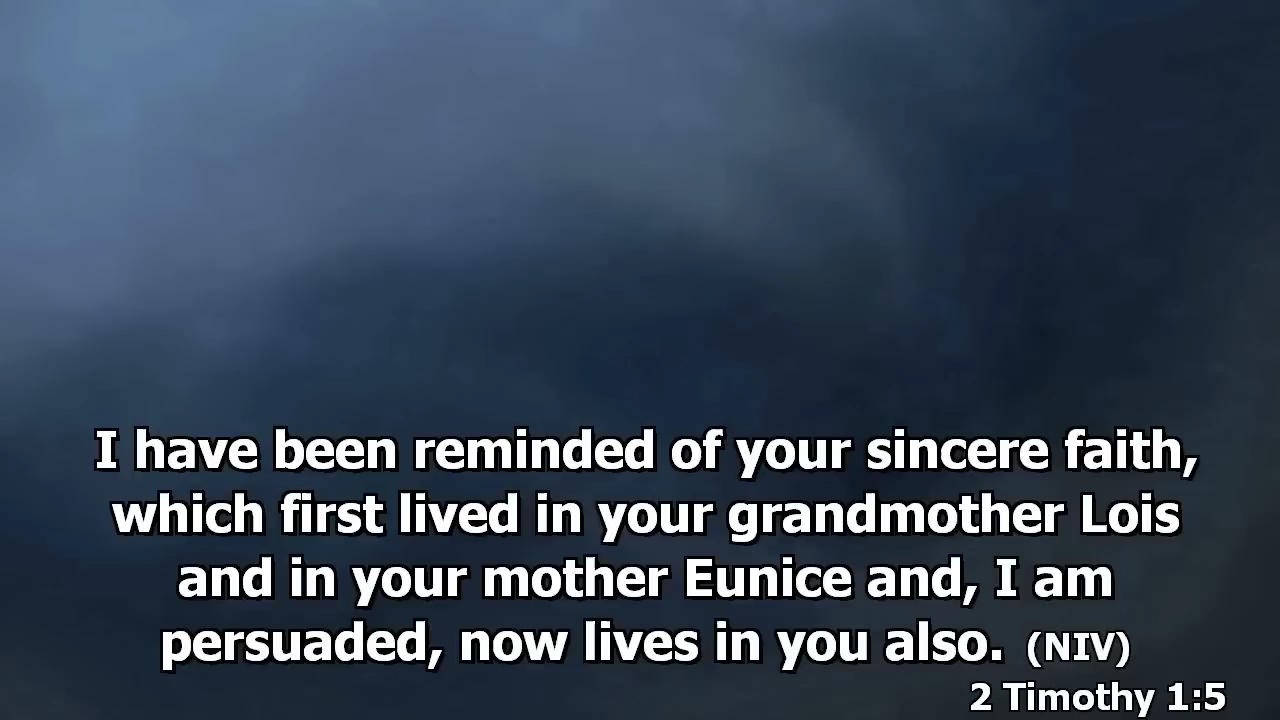 I have been reminded of your sincere faith,
which first lived in your grandmother Lois
and in your mother Eunice and, I am
persuaded, now lives in you also. (NIV)
2 Timothy 1:5